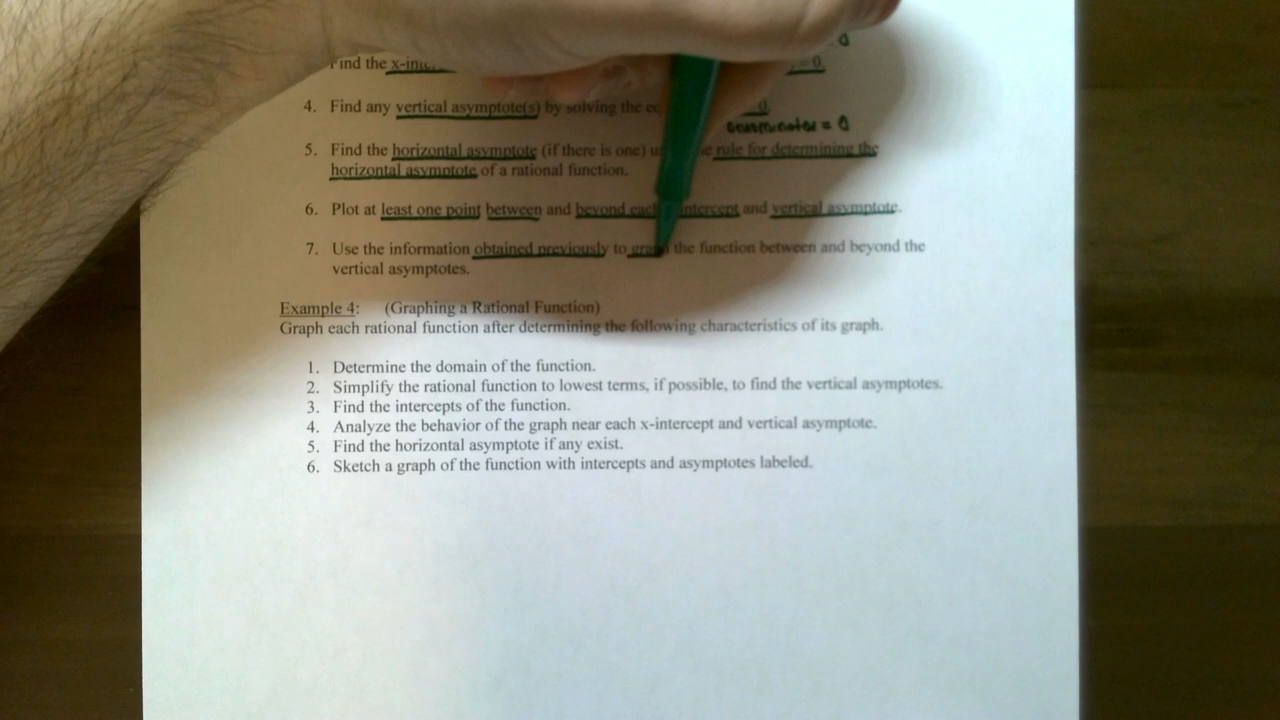 0
Find the x-in = 0.
4. Find any vertical asymptote(s) by solving the 0.
denominator = 0
5. Find the horizontal asymptote (if there is one) rule for determining the
horizontal asymptote of a rational function.
6. Plot at least one point between and beyond each intercept and vertical asymptote.
7. Use the information obtained previously to graph the function between and beyond the
vertical asymptotes.
Example 4: (Graphing a Rational Function)
Graph each rational function after determining the following characteristics of its graph.
1. Determine the domain of the function.
2. Simplify the rational function to lowest terms, if possible, to find the vertical asymptotes.
3. Find the intercepts of the function.
4. Analyze the behavior of the graph near each x-intercept and vertical asymptote.
5. Find the horizontal asymptote if any exist.
6. Sketch a graph of the function with intercepts and asymptotes labeled.